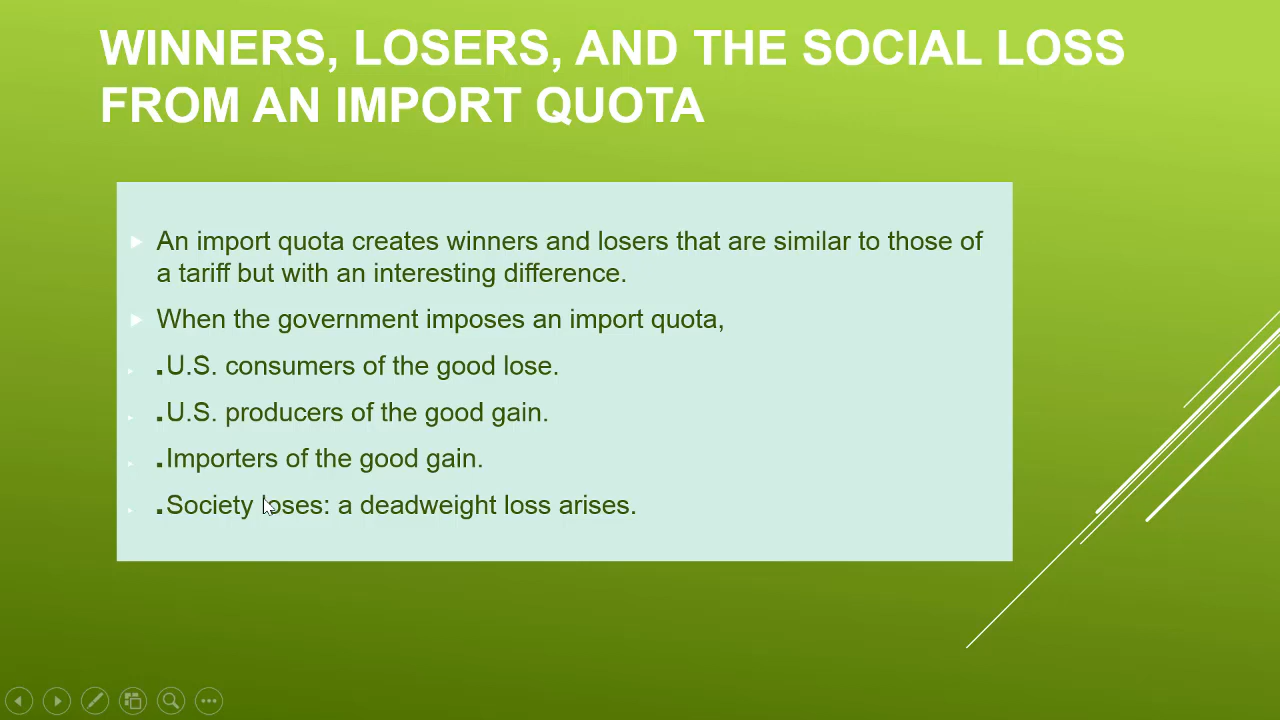 WINNERS, LOSERS, AND THE SOCIAL LOSS
FROM AN IMPORT QUOTA
An import quota creates winners and losers that are similar to those of
a tariff but with an interesting difference.
When the government imposes an import quota,
.U.S. consumers of the good lose.
.U.S. producers of the good gain.
.Importers of the good gain.
.Society loses: a deadweight loss arises.